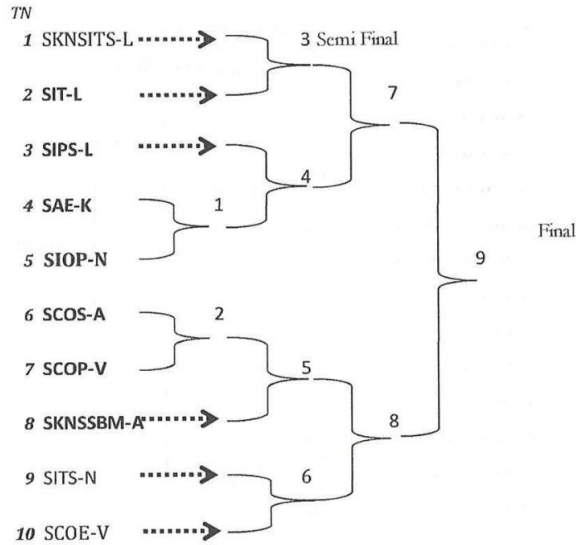 TN
1 SKNSITS-L 3 Semi Final
2 SIT-L 7
3 SIPS-L
4
4 SAE-K 1
Final
5 SIOP-N 9
6 SCOS-A 2
7 SCOP-V 5
8 SKNSSBM-A 8
9 SITS-N 6
10 SCOE-V